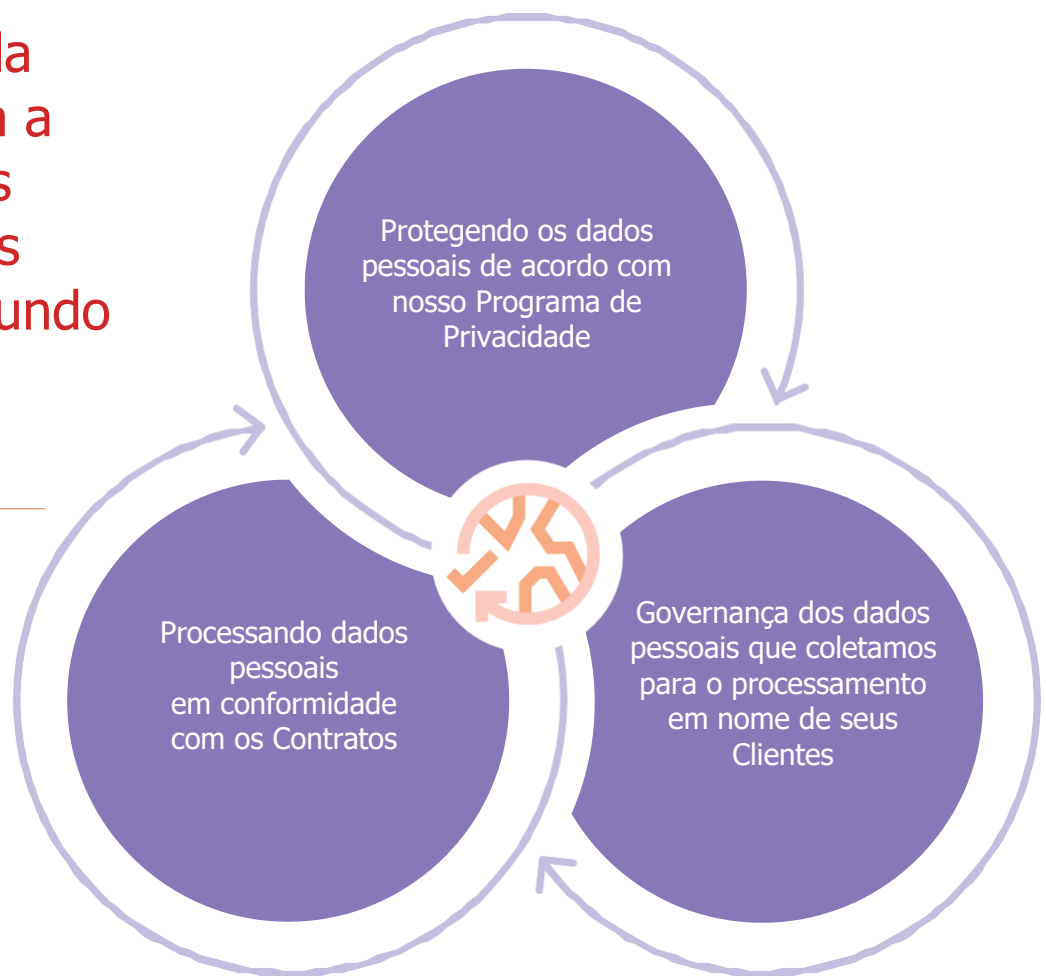 a
undo
Protegendo os dados
pessoais de acordo com
nosso Programa de
Privacidade
Processando dados
pessoais
em conformidade
com os Contratos
Governança dos dados
pessoais que coletamos
para o processamento
em nome de seus
Clientes